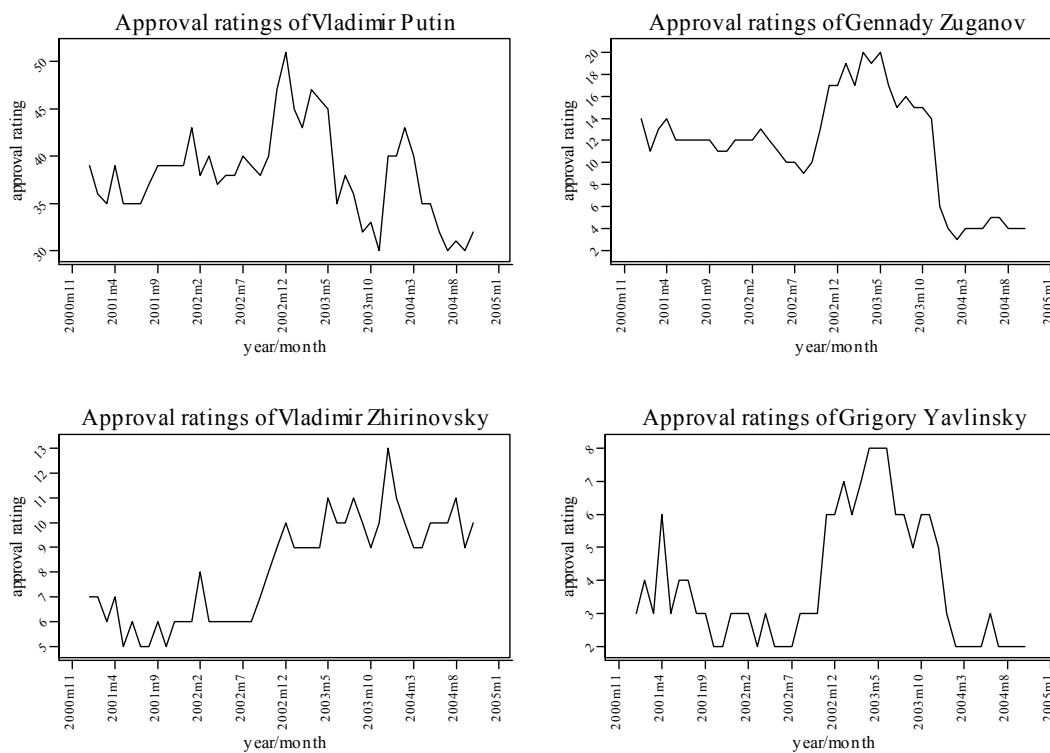 Approval ratings of Vladimir Putin
approval rating
50
45
40
35
30
2000m11
2001m4
2001m9
2002m2
2002m7
2002m12
2003m5
2003m10
2004m3
2004m8
2005m1
year/month
Approval ratings of Gennady Zuganov
approval rating
20
18
16
14
12
10
8
6
4
2
2000m11
2001m4
2001m9
2002m2
2002m7
2002m12
2003m5
2003m10
2004m3
2004m8
2005m1
year/month
Approval ratings of Vladimir Zhirinovsky
approval rating
13
12
11
10
9
8
7
6
5
2000m11
2001m4
2001m9
2002m2
2002m7
2002m12
2003m5
2003m10
2004m3
2004m8
2005m1
year/month
Approval ratings of Grigory Yavlinsky
approval rating
8
7
6
5
4
3
2
2000m11
2001m4
2001m9
2002m2
2002m7
2002m12
2003m5
2003m10
2004m3
2004m8
2005m1
year/month